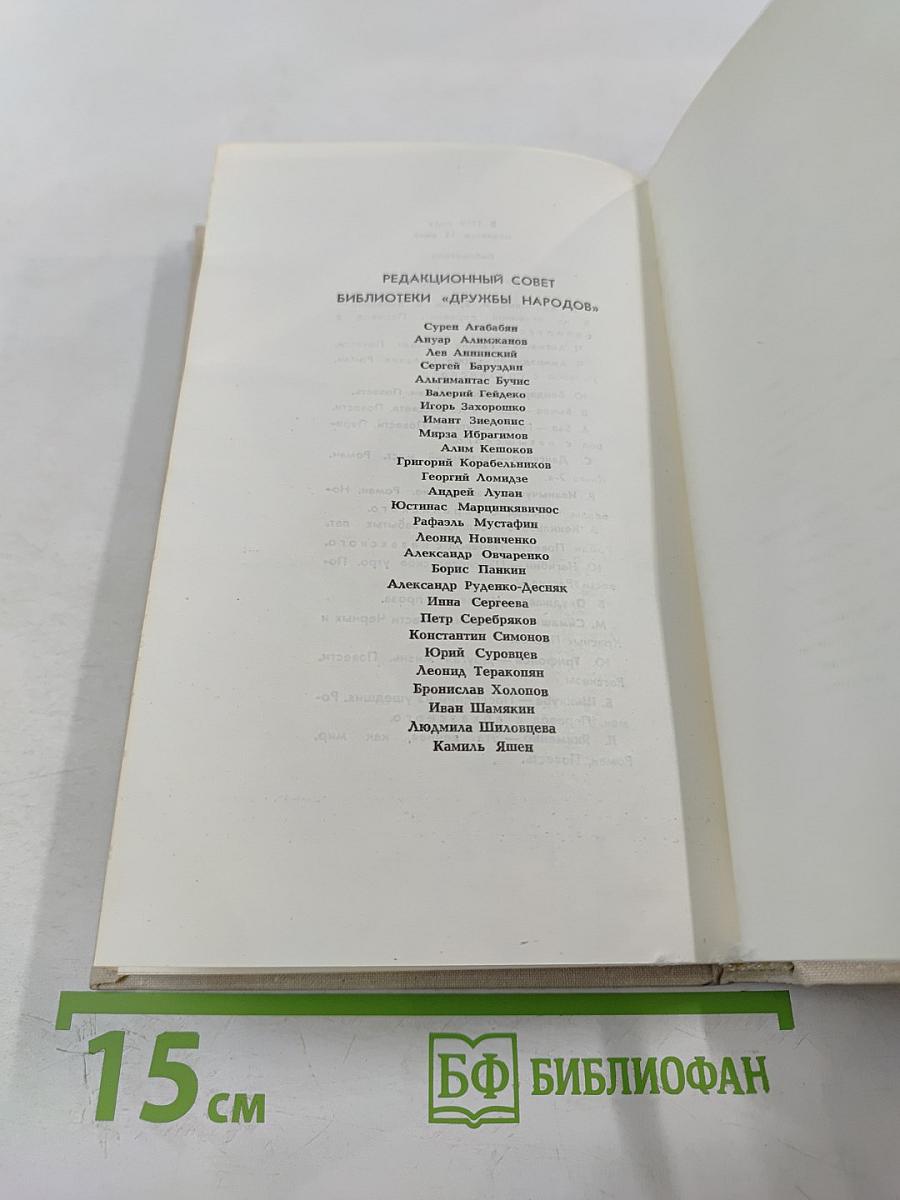 РЕДАКЦИОННЫЙ СОВЕТ
БИБЛИОТЕКИ «ДРУЖБЫ НАРОДОВ»
Сурен Агабабян
Ануар Алимжанов
Лев Аннинский
Сергей Баруздин
Альгимантас Бучис
Валерий Гейдеко
Игорь Захорошко
Имант Зиедонис
Мирза Ибрагимов
Алим Кешоков
Григорий Корабельников
Георгий Ломидзе
Андрей Лупан
Юстинас Марцинкявичюс
Рафаэль Мустафин
Леонид Новиченко
Александр Овчаренко
Борис Панкин
Александр Руденко-Десняк
Инна Сергеева
Петр Серебряков
Константин Симонов
Юрий Суровцев
Леонид Теракопян
Бронислав Холопов
Иван Шамякин
Людмила Шиловцева
Камиль Яшен
15 см
БФ БИБЛИОФАН